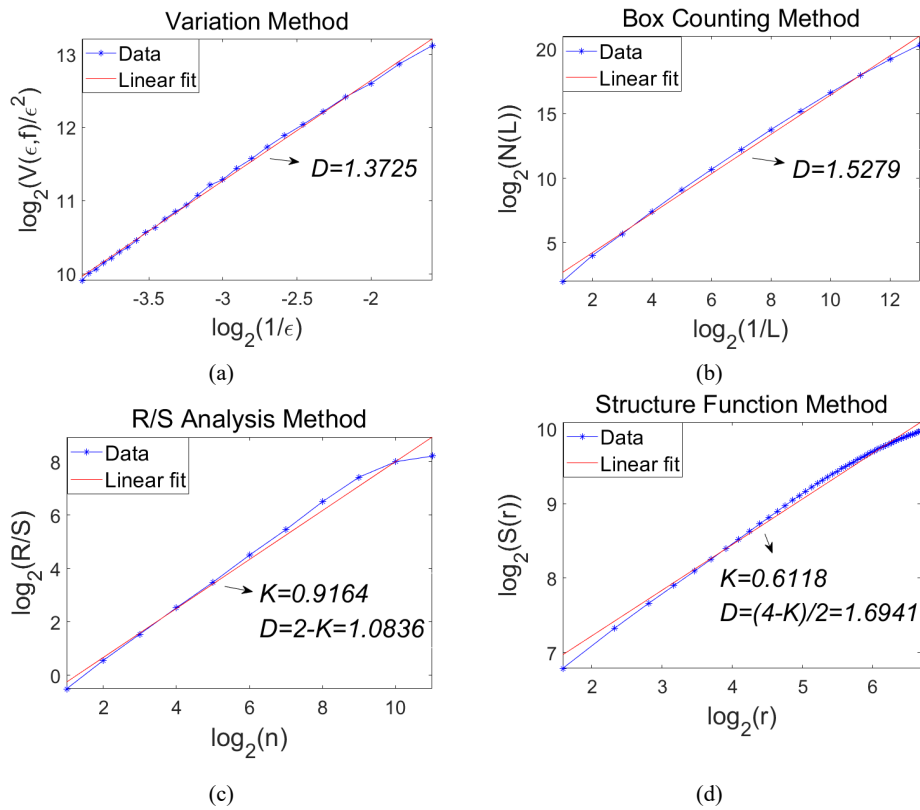 Variation Method
Data
Linear fit
D=1.3725
log₂(V(ϵ,f)/ϵ²)
13
12
11
10
-3.5
-3
-2.5
-2
log₂(1/ϵ)
(a)
Box Counting Method
Data
Linear fit
D=1.5279
log₂(N(L))
20
15
10
5
2
4
6
8
10
12
log₂(1/L)
(b)
R/S Analysis Method
Data
Linear fit
K=0.9164
D=2-K=1.0836
log₂(R/S)
8
6
4
2
0
2
4
6
8
10
log₂(n)
(c)
Structure Function Method
Data
Linear fit
K=0.6118
D=(4-K)/2=1.6941
log₂(S(r))
10
9
8
7
2
3
4
5
6
log₂(r)
(d)